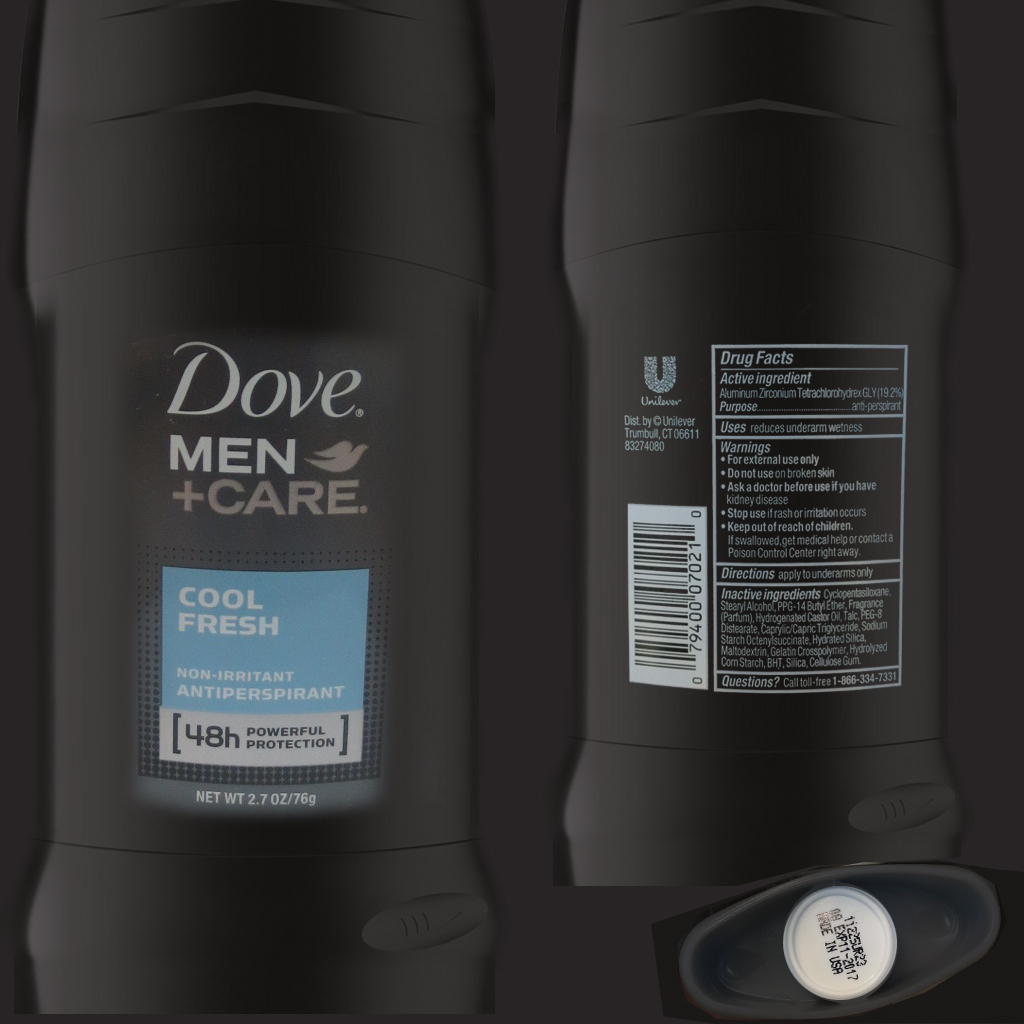 Dove®
MEN
+CARE.
COOL
FRESH
NON-IRRITANT
ANTIPERSPIRANT
[48h POWERFUL
PROTECTION]
NET WT 2.7 OZ/76g
Unilever
Dist. by © Unilever
Trumbull, CT 06611
83274080
0 79400 07021 0
Drug Facts
Active ingredient
Aluminum Zirconium Tetrachlorohydrex GLY (19.2%)
Purpose..........................anti-perspirant
Uses reduces underarm wetness
Warnings
• For external use only
• Do not use on broken skin
• Ask a doctor before use if you have
kidney disease
• Stop use if rash or irritation occurs
• Keep out of reach of children.
If swallowed, get medical help or contact a
Poison Control Center right away.
Directions apply to underarms only
Inactive ingredients Cyclopentasiloxane,
Stearyl Alcohol, PPG-14 Butyl Ether, Fragrance
(Parfum), Hydrogenated Castor Oil, Talc, PEG-8
Distearate, Caprylic/Capric Triglyceride, Sodium
Starch Octenylsuccinate, Hydrated Silica,
Maltodextrin, Gelatin Crosspolymer, Hydrolyzed
Corn Starch, BHT, Silica, Cellulose Gum.
Questions? Call toll-free 1-866-334-7331
EXP11-2017
MADE IN USA